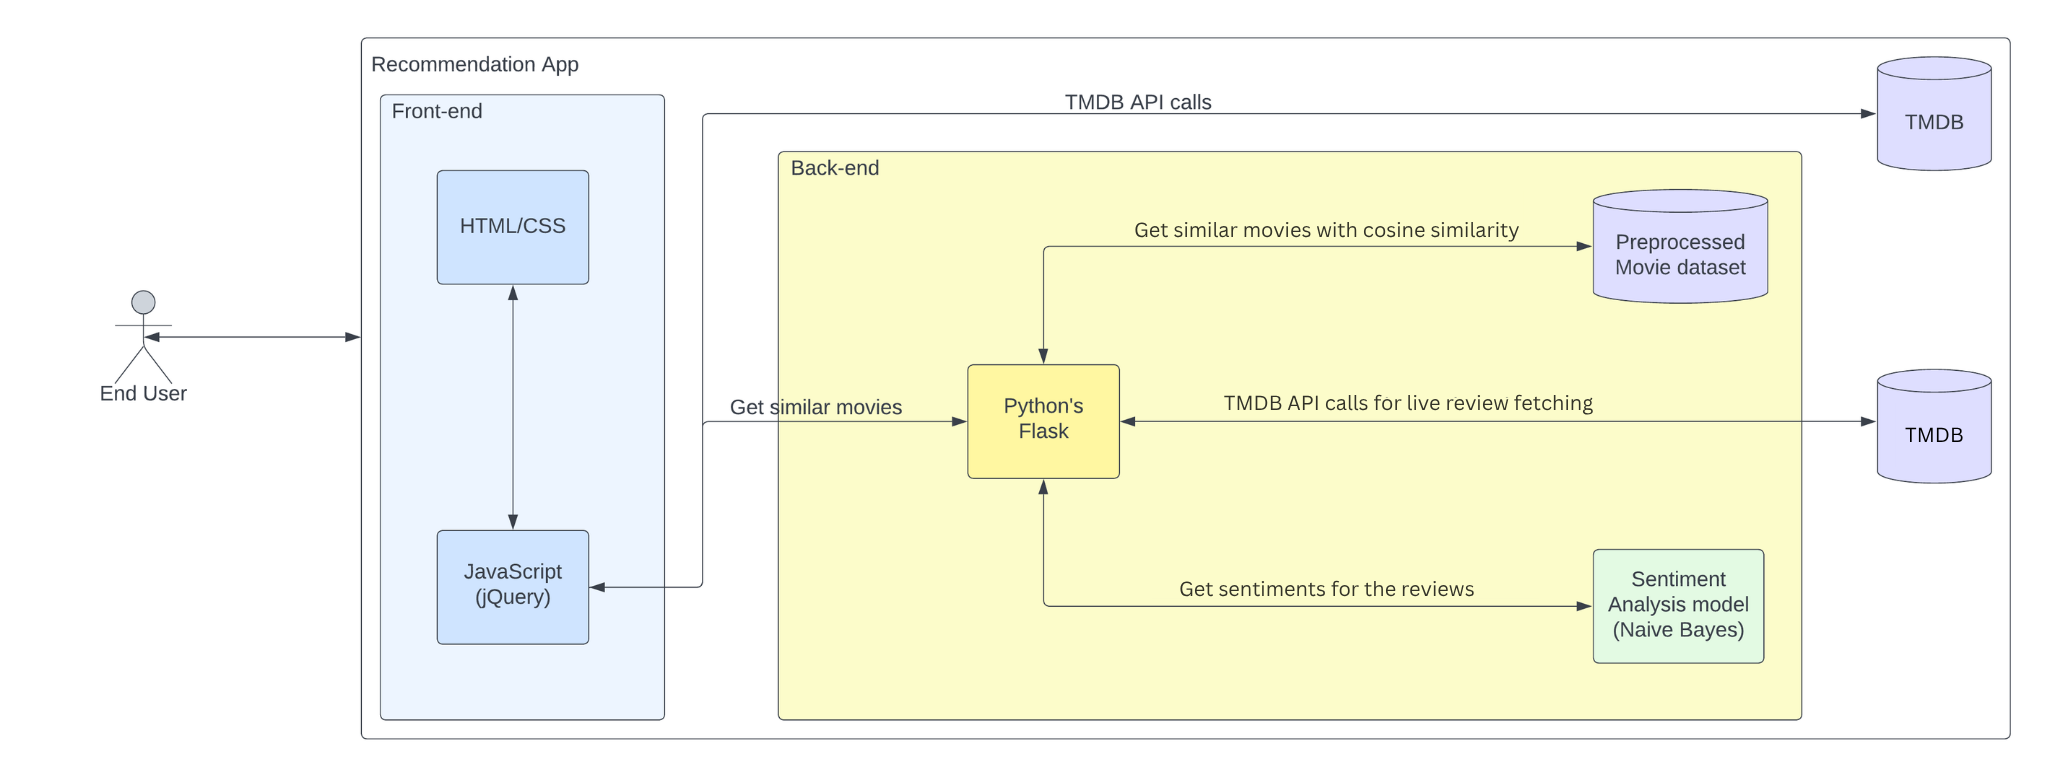 Recommendation App
Front-end
TMDB API calls
TMDB
Back-end
HTML/CSS
Get similar movies with cosine similarity
Preprocessed
Movie dataset
End User
Get similar movies
Python's
Flask
TMDB API calls for live review fetching
TMDB
JavaScript
(jQuery)
Get sentiments for the reviews
Sentiment
Analysis model
(Naive Bayes)